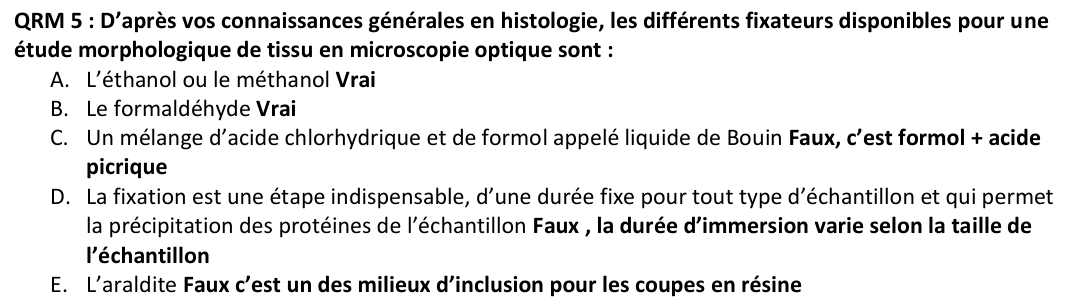 QRM 5 : D’après vos connaissances générales en histologie, les différents fixateurs disponibles pour une
étude morphologique de tissu en microscopie optique sont :
A. L’éthanol ou le méthanol Vrai
B. Le formaldéhyde Vrai
C. Un mélange d’acide chlorhydrique et de formol appelé liquide de Bouin Faux, c’est formol + acide
picrique
D. La fixation est une étape indispensable, d’une durée fixe pour tout type d’échantillon et qui permet
la précipitation des protéines de l’échantillon Faux , la durée d’immersion varie selon la taille de
l’échantillon
E. L’araldite Faux c’est un des milieux d’inclusion pour les coupes en résine